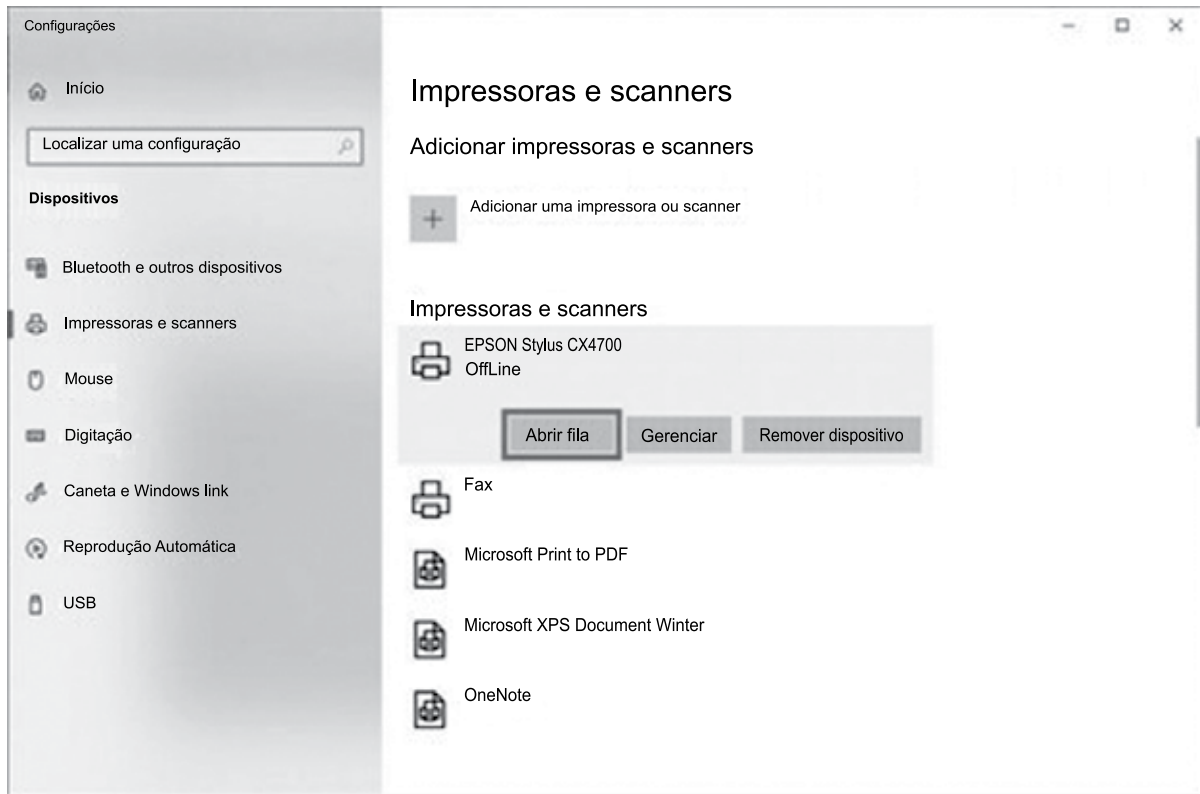 Configurações
Início
Localizar uma configuração
Dispositivos
Bluetooth e outros dispositivos
Impressoras e scanners
Mouse
Digitação
Caneta e Windows link
Reprodução Automática
USB
Impressoras e scanners
Adicionar impressoras e scanners
Adicionar uma impressora ou scanner
Impressoras e scanners
EPSON Stylus CX4700
OffLine
Abrir fila Gerenciar Remover dispositivo
Fax
Microsoft Print to PDF
Microsoft XPS Document Winter
OneNote